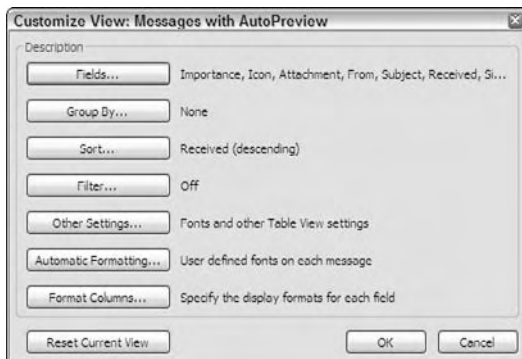 Customize View: Messages with AutoPreview
Description
Fields... Importance, Icon, Attachment, From, Subject, Received, Si...
Group By... None
Sort... Received (descending)
Filter... Off
Other Settings... Fonts and other Table View settings
Automatic Formatting... User defined fonts on each message
Format Columns... Specify the display formats for each field
Reset Current View OK Cancel